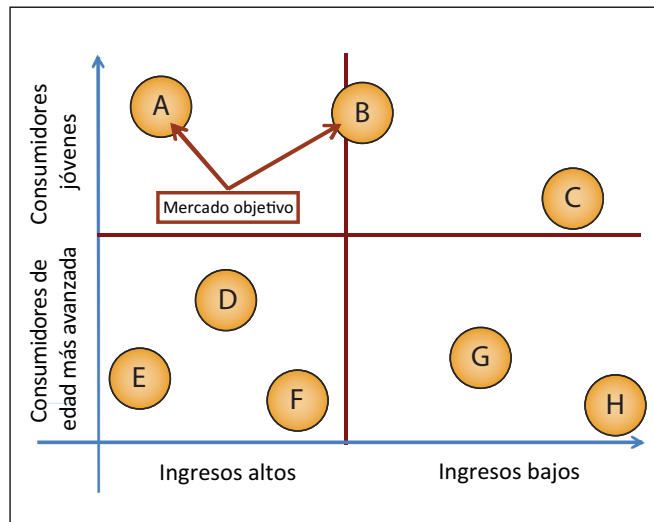 Consumidores
jóvenes
A
B
Mercado objetivo
C
Consumidores de
edad más avanzada
D
E
F
G
H
Ingresos altos
Ingresos bajos